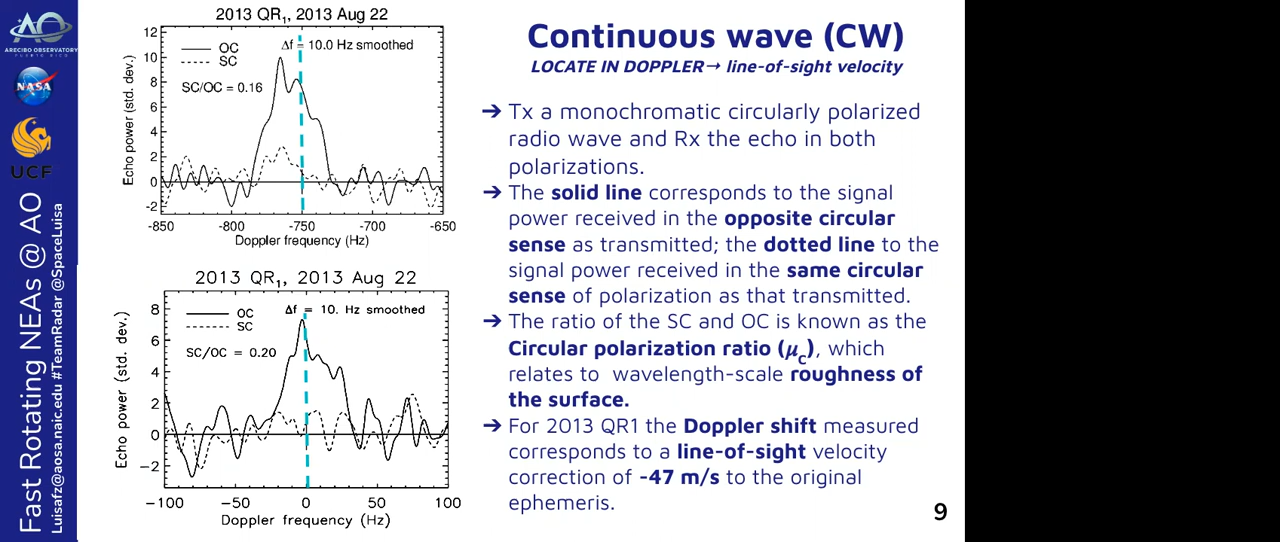 ARECIBO OBSERVATORY
PUERTO RICO
NASA
UCF
Fast Rotating NEAs @ AO
Luisafz@aosa.naic.edu #TeamRadar @SpaceLuisa
2013 QR1, 2013 Aug 22
OC
SC
Δf = 10.0 Hz smoothed
SC/OC = 0.16
Echo power (std. dev.)
12
10
8
6
4
2
0
-2
-850 -800 -750 -700 -650
Doppler frequency (Hz)
2013 QR1, 2013 Aug 22
OC
SC
Δf = 10. Hz smoothed
SC/OC = 0.20
Echo power (std. dev.)
8
6
4
2
0
−2
−100 −50 0 50 100
Doppler frequency (Hz)
Continuous wave (CW)
LOCATE IN DOPPLER→ line-of-sight velocity
➔ Tx a monochromatic circularly polarized
radio wave and Rx the echo in both
polarizations.
➔ The solid line corresponds to the signal
power received in the opposite circular
sense as transmitted; the dotted line to the
signal power received in the same circular
sense of polarization as that transmitted.
➔ The ratio of the SC and OC is known as the
Circular polarization ratio (μC), which
relates to wavelength-scale roughness of
the surface.
➔ For 2013 QR1 the Doppler shift measured
corresponds to a line-of-sight velocity
correction of -47 m/s to the original
ephemeris.
9